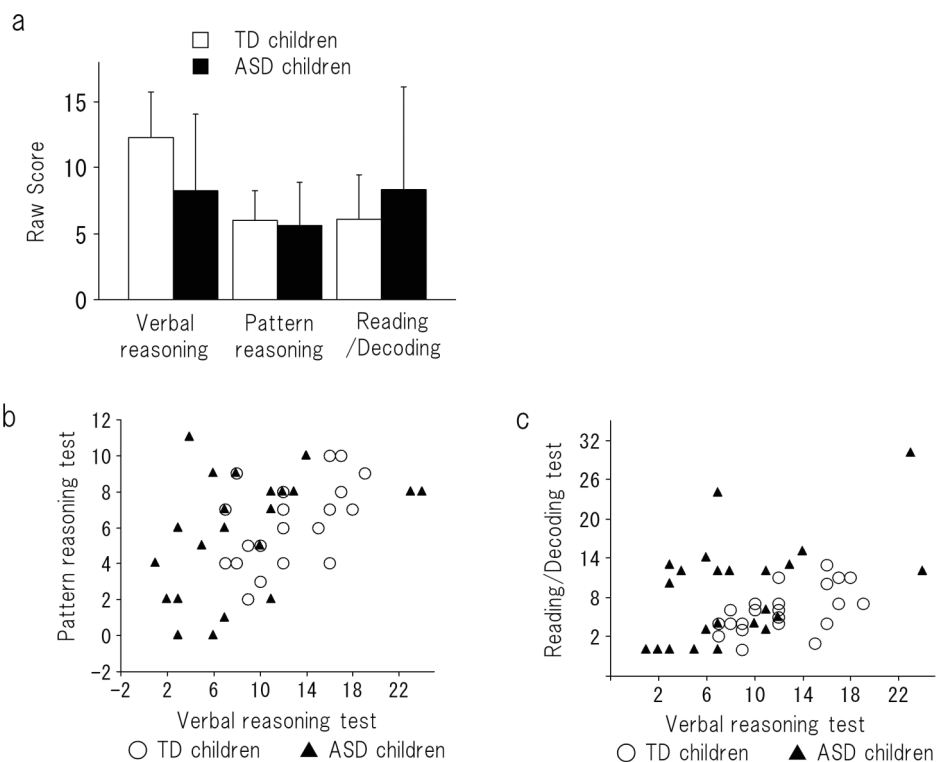 a
TD children
ASD children
Raw Score
15
10
5
0
Verbal
reasoning
Pattern
reasoning
Reading
/Decoding
b
Pattern reasoning test
12
10
8
6
4
2
0
-2
-2 2 6 10 14 18 22
Verbal reasoning test
TD children ASD children
c
Reading/Decoding test
32
26
20
14
8
2
2 6 10 14 18 22
Verbal reasoning test
TD children ASD children